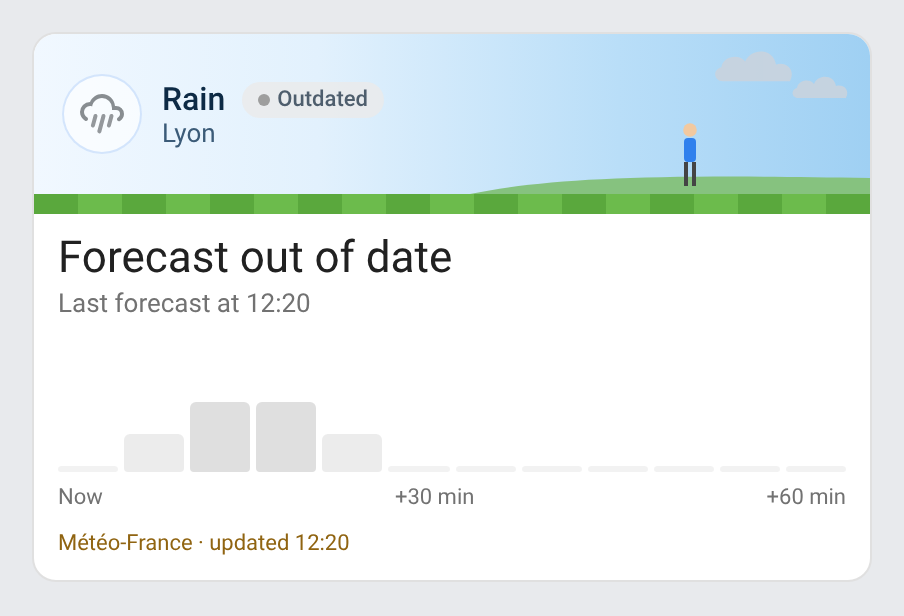 Rain
Outdated
Lyon
Forecast out of date
Last forecast at 12:20
Now
+30 min
+60 min
Météo-France · updated 12:20